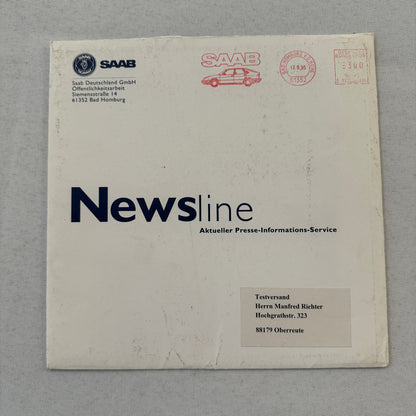 SAAB
Saab Deutschland GmbH
Öffentlichkeitsarbeit
Siemensstraße 14
61352 Bad Homburg
SAAB
61352
Newsline
Aktueller Presse-Informations-Service
Testversand
Herrn Manfred Richter
Hochgrathstr. 323
88179 Oberreute